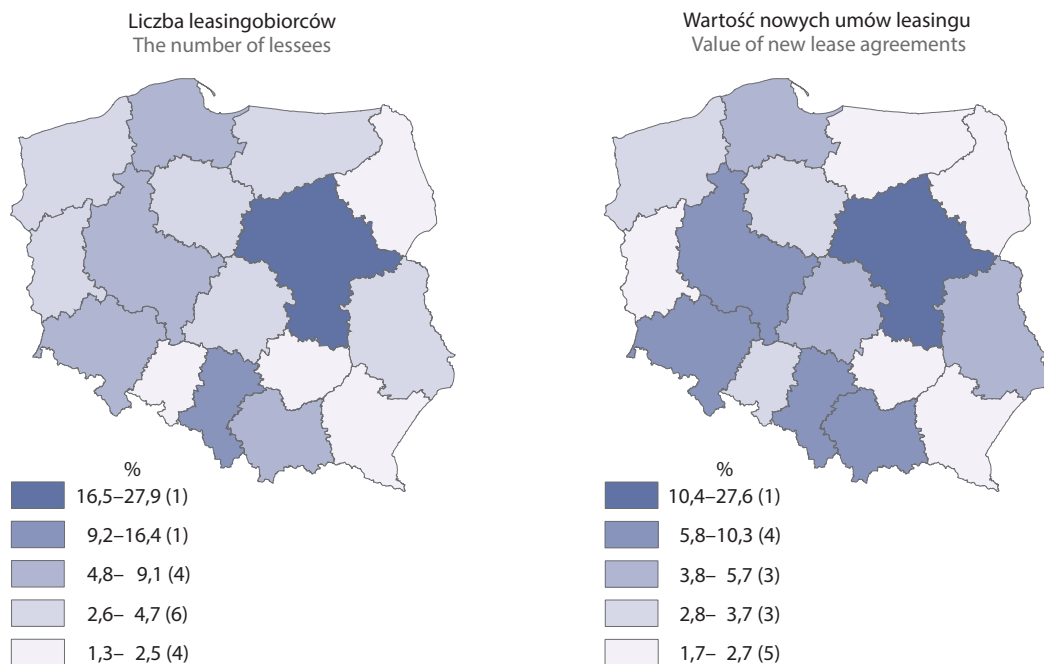 Liczba leasingobiorców
The number of lessees
%
16,5–27,9 (1)
9,2–16,4 (1)
4,8– 9,1 (4)
2,6– 4,7 (6)
1,3– 2,5 (4)
Wartość nowych umów leasingu
Value of new lease agreements
%
10,4–27,6 (1)
5,8–10,3 (4)
3,8– 5,7 (3)
2,8– 3,7 (3)
1,7– 2,7 (5)